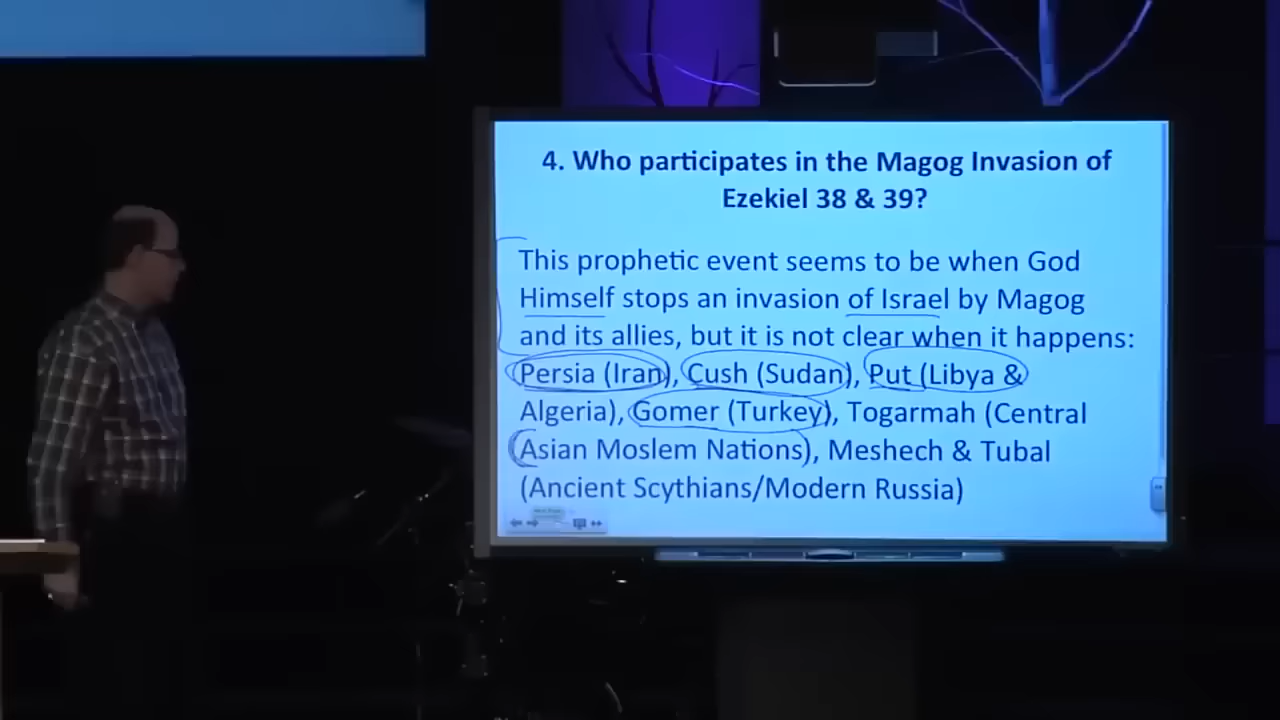 4. Who participates in the Magog Invasion of
Ezekiel 38 & 39?
This prophetic event seems to be when God
Himself stops an invasion of Israel by Magog
and its allies, but it is not clear when it happens:
Persia (Iran), Cush (Sudan), Put (Libya &
Algeria), Gomer (Turkey), Togarmah (Central
Asian Moslem Nations), Meshech & Tubal
(Ancient Scythians/Modern Russia)